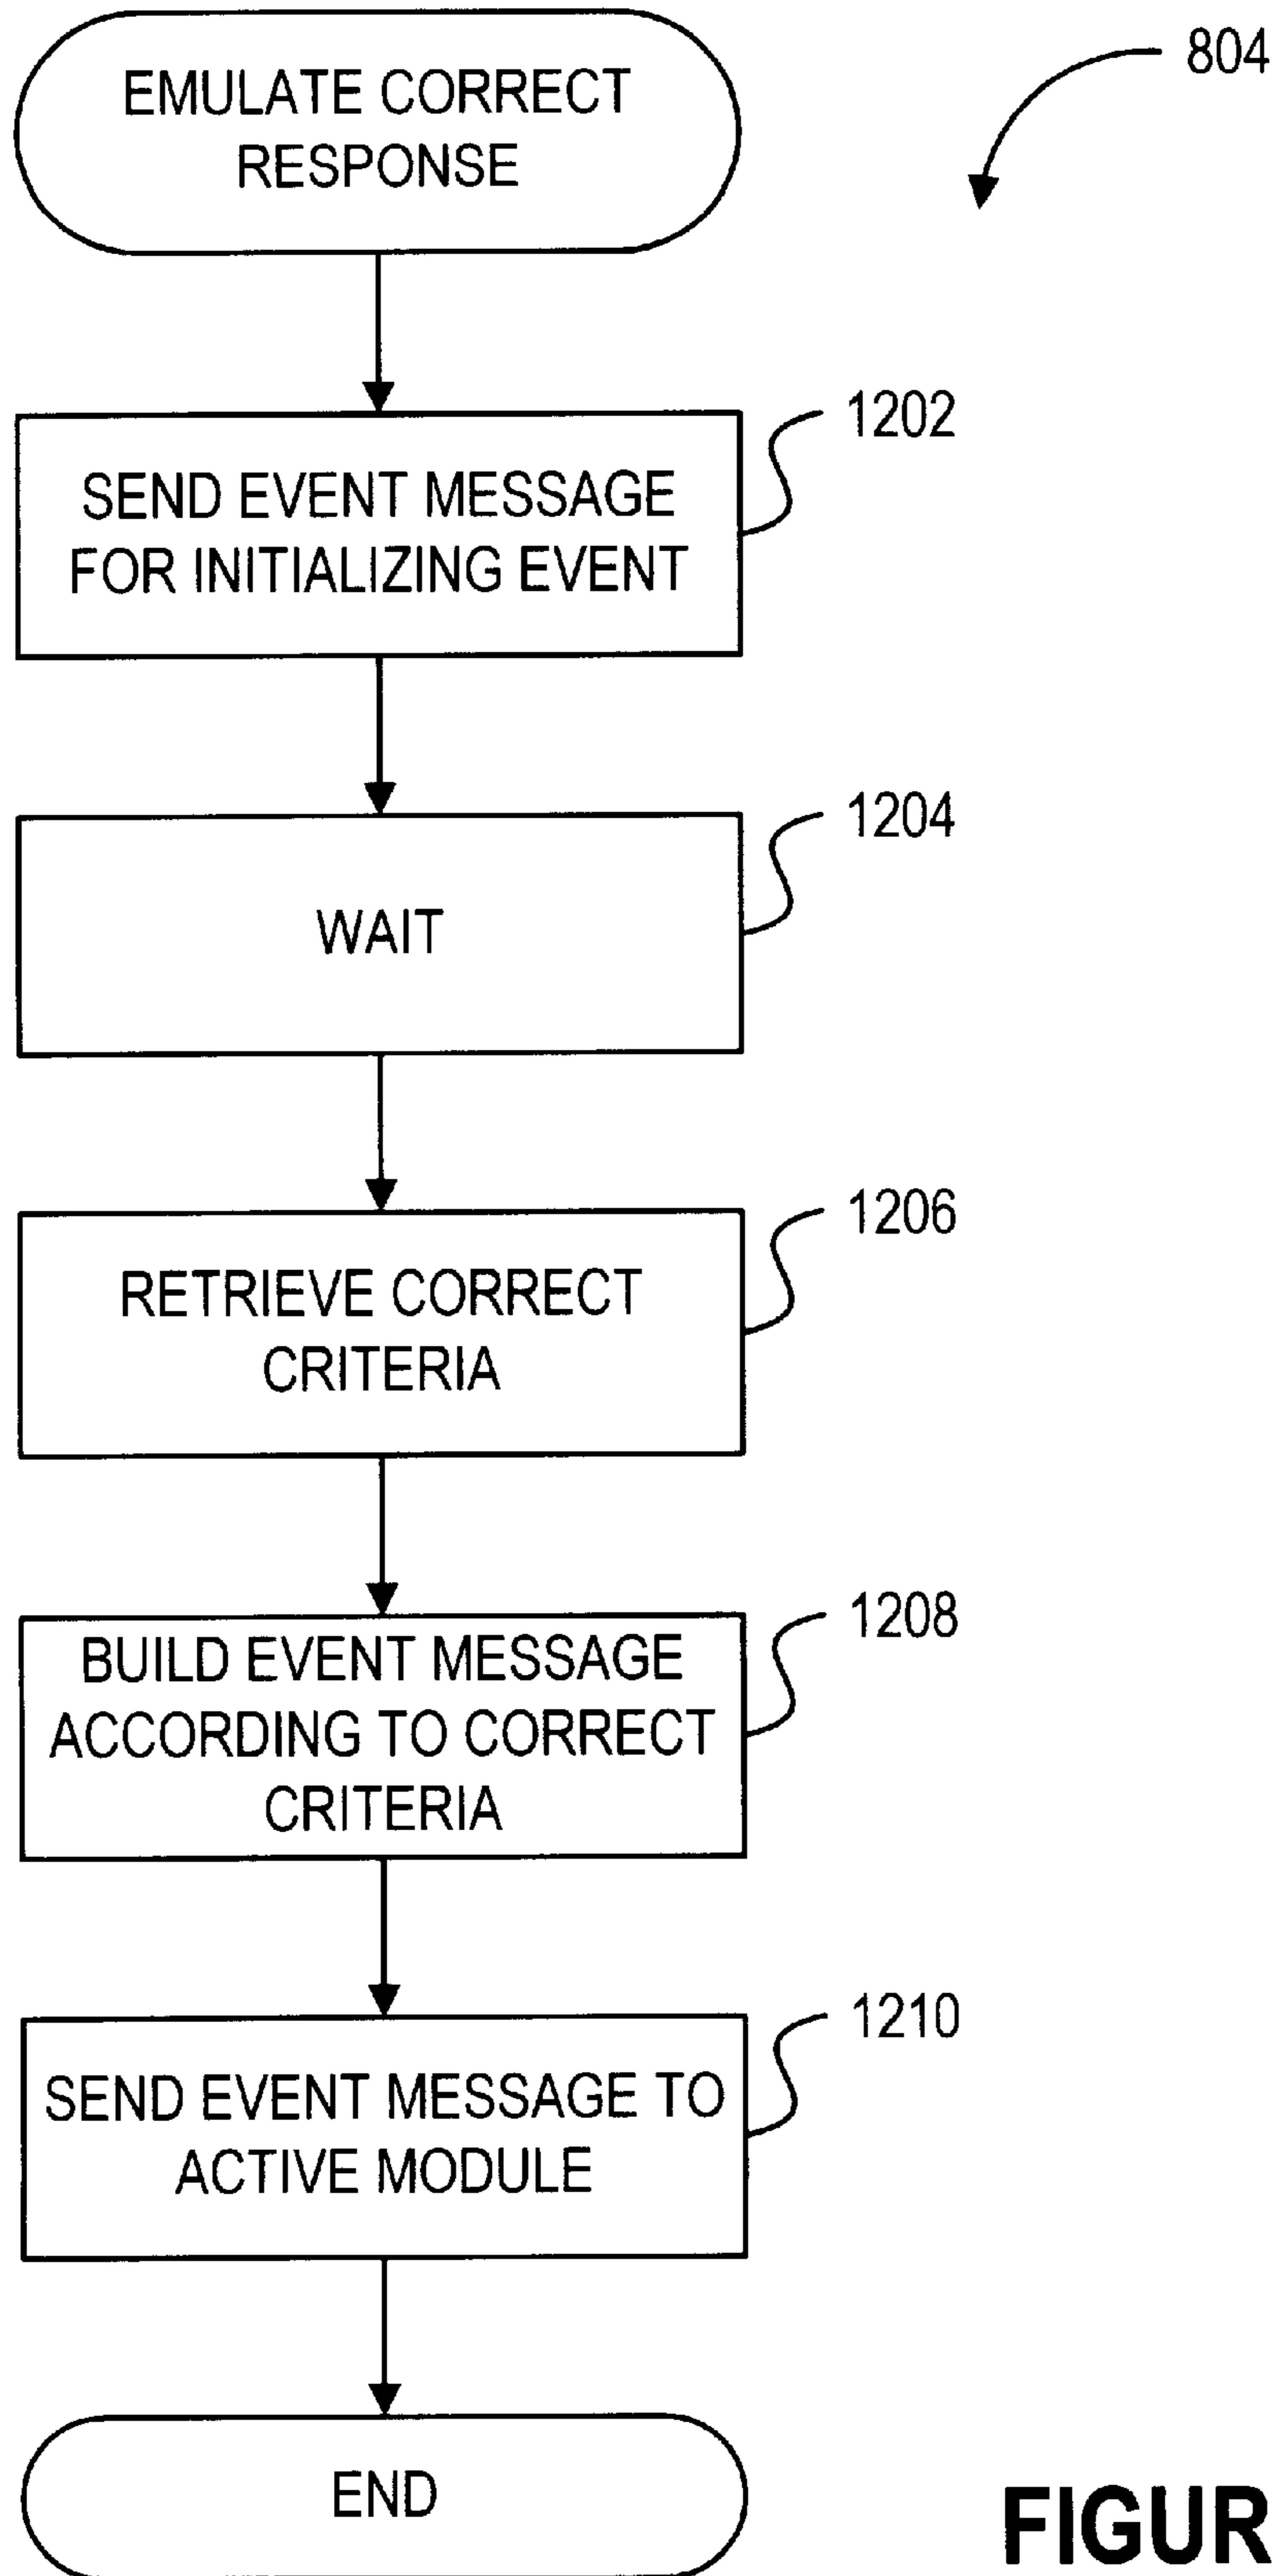 EMULATE CORRECT
RESPONSE
804
SEND EVENT MESSAGE
FOR INITIALIZING EVENT
1202
WAIT
1204
RETRIEVE CORRECT
CRITERIA
1206
BUILD EVENT MESSAGE
ACCORDING TO CORRECT
CRITERIA
1208
SEND EVENT MESSAGE TO
ACTIVE MODULE
1210
END
FIGUR